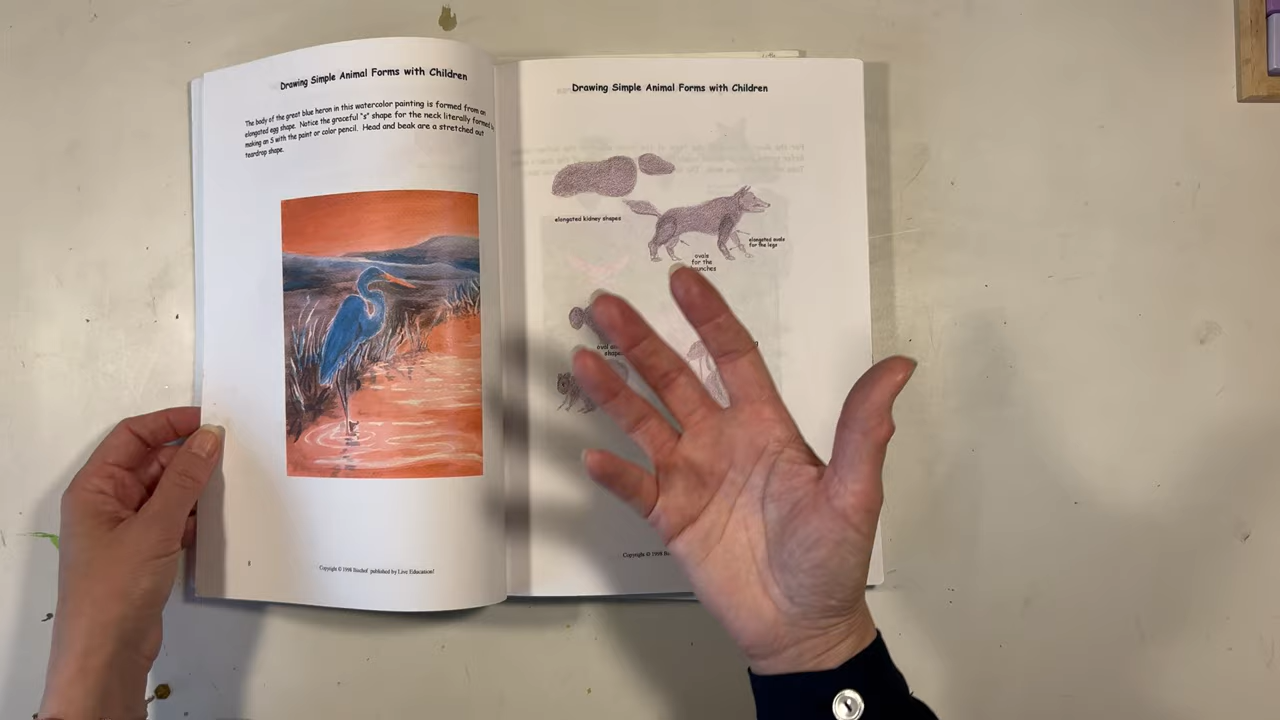 Drawing Simple Animal Forms with Children
The body of the great blue heron in this watercolor painting is formed from an
elongated egg shape. Notice the graceful "s" shape for the neck literally formed
making an S with the paint or color pencil. Head and beak are a stretched out
teardrop shape.
Copyright © 1998 Bischof published by Live Education!
Drawing Simple Animal Forms with Children
elongated kidney shapes
elongated ovals
for the legs
ovals
for the
oval
shape
Copyright © 1998